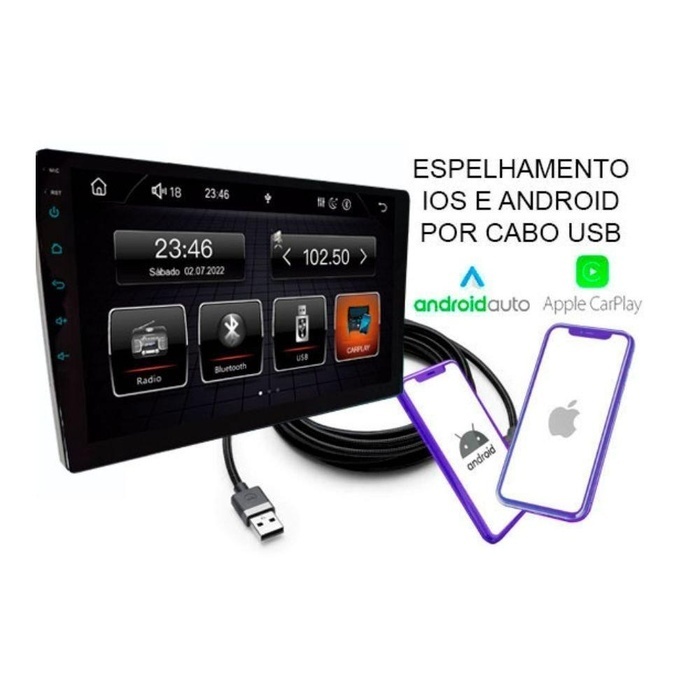 MIC
RST
18
23:46
23:46
Sábado 02.07.2022
102.50
Radio
Bluetooth
USB
CARPLAY
ESPELHAMENTO
IOS E ANDROID
POR CABO USB
androidauto
Apple CarPlay
android